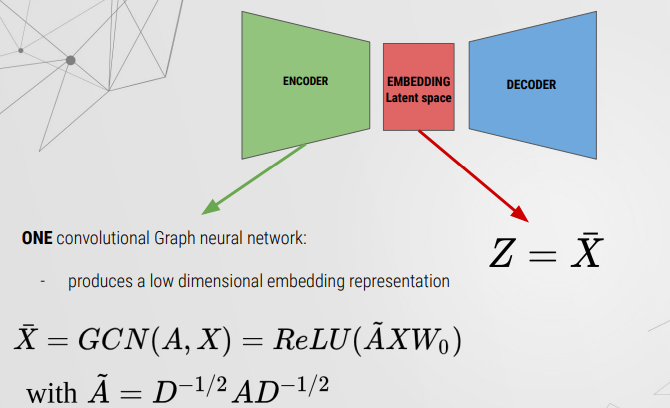 ENCODER
EMBEDDING
Latent space
DECODER
ONE convolutional Graph neural network:
- produces a low dimensional embedding representation
Z = X̄
X̄ = GCN(A, X) = ReLU(ÃXW₀)
with Ã = D⁻¹/² AD⁻¹/²